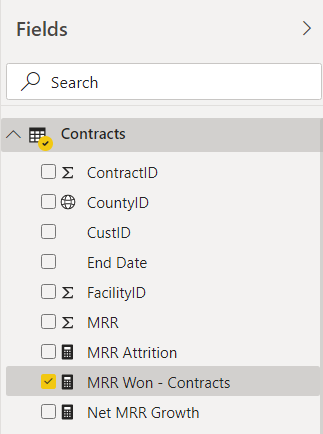 Fields
Search
Contracts
ContractID
CountyID
CustID
End Date
FacilityID
MRR
MRR Attrition
MRR Won - Contracts
Net MRR Growth